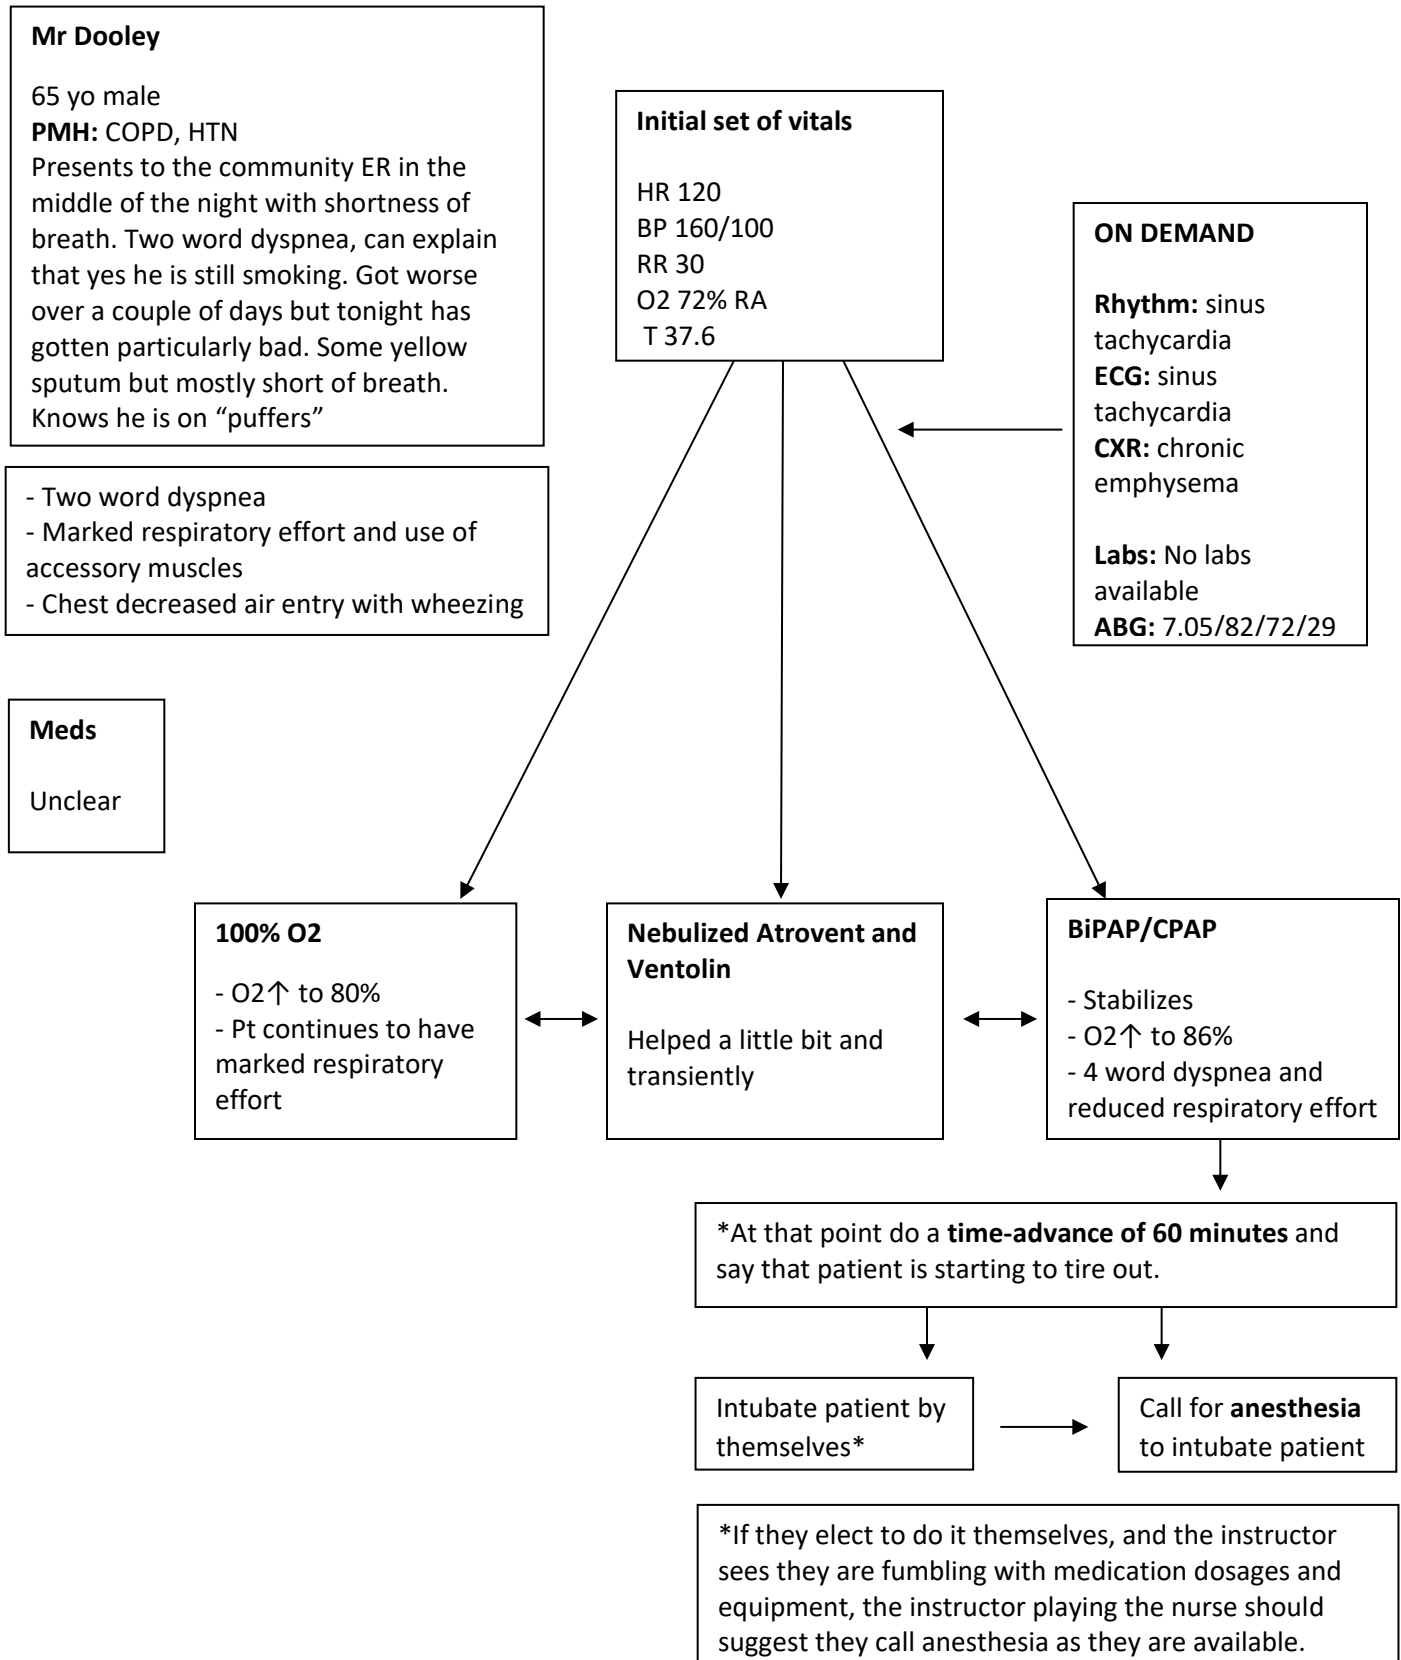 Mr Dooley
65 yo male
PMH: COPD, HTN
Presents to the community ER in the
middle of the night with shortness of
breath. Two word dyspnea, can explain
that yes he is still smoking. Got worse
over a couple of days but tonight has
gotten particularly bad. Some yellow
sputum but mostly short of breath.
Knows he is on “puffers”
- Two word dyspnea
- Marked respiratory effort and use of
accessory muscles
- Chest decreased air entry with wheezing
Meds
Unclear
Initial set of vitals
HR 120
BP 160/100
RR 30
O2 72% RA
T 37.6
ON DEMAND
Rhythm: sinus
tachycardia
ECG: sinus
tachycardia
CXR: chronic
emphysema
Labs: No labs
available
ABG: 7.05/82/72/29
100% O2
- O2↑ to 80%
- Pt continues to have
marked respiratory
effort
Nebulized Atrovent and
Ventolin
Helped a little bit and
transiently
BiPAP/CPAP
- Stabilizes
- O2↑ to 86%
- 4 word dyspnea and
reduced respiratory effort
*At that point do a time-advance of 60 minutes and
say that patient is starting to tire out.
Intubate patient by
themselves*
Call for anesthesia
to intubate patient
*If they elect to do it themselves, and the instructor
sees they are fumbling with medication dosages and
equipment, the instructor playing the nurse should
suggest they call anesthesia as they are available.